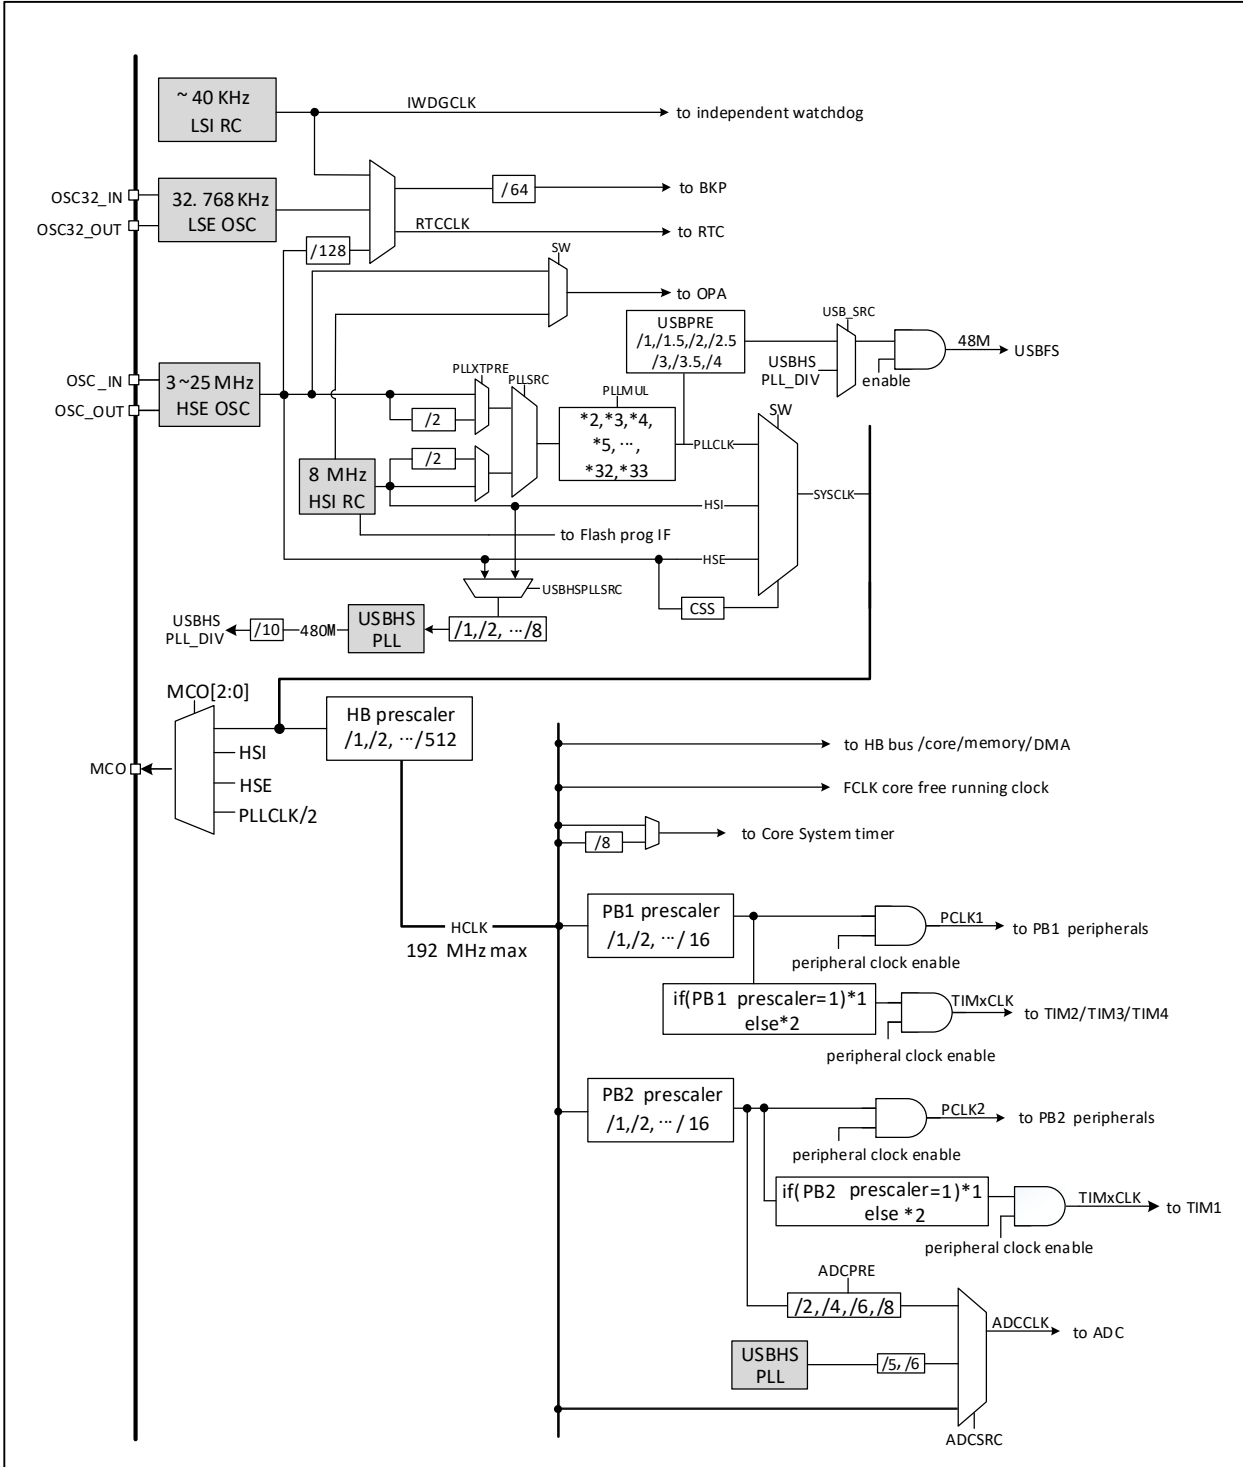 ~ 40 KHz
LSI RC
IWDGCLK
to independent watchdog
OSC32_IN
OSC32_OUT
32. 768 KHz
LSE OSC
/64
to BKP
RTCCLK
to RTC
/128
SW
to OPA
USBPRE
/1,/1.5,/2,/2.5
/3,/3.5,/4
USB_SRC
USBHS
PLL_DIV
enable
48M
USBFS
OSC_IN
OSC_OUT
3 ~25 MHz
HSE OSC
PLLXTPRE
PLLSRC
/2
/2
PLLMUL
*2,*3,*4,
*5, ···,
*32,*33
PLLCLK
SW
SYSCLK
8 MHz
HSI RC
HSI
to Flash prog IF
HSE
CSS
USBHSPLLSRC
USBHS
PLL_DIV
/10
480M
USBHS
PLL
/1,/2, ···/8
MCO[2:0]
HB prescaler
/1,/2, ···/512
HSI
HSE
PLLCLK/2
MCO
to HB bus /core/memory/DMA
FCLK core free running clock
/8
to Core System timer
HCLK
192 MHz max
PB1 prescaler
/1,/2, ···/ 16
PCLK1
to PB1 peripherals
peripheral clock enable
if(PB1 prescaler=1)*1
else*2
TIMxCLK
to TIM2/TIM3/TIM4
peripheral clock enable
PB2 prescaler
/1,/2, ···/ 16
PCLK2
to PB2 peripherals
peripheral clock enable
if(PB2 prescaler=1)*1
else *2
TIMxCLK
to TIM1
peripheral clock enable
ADCPRE
/2,/4,/6,/8
ADCCLK
to ADC
USBHS
PLL
/5, /6
ADCSRC